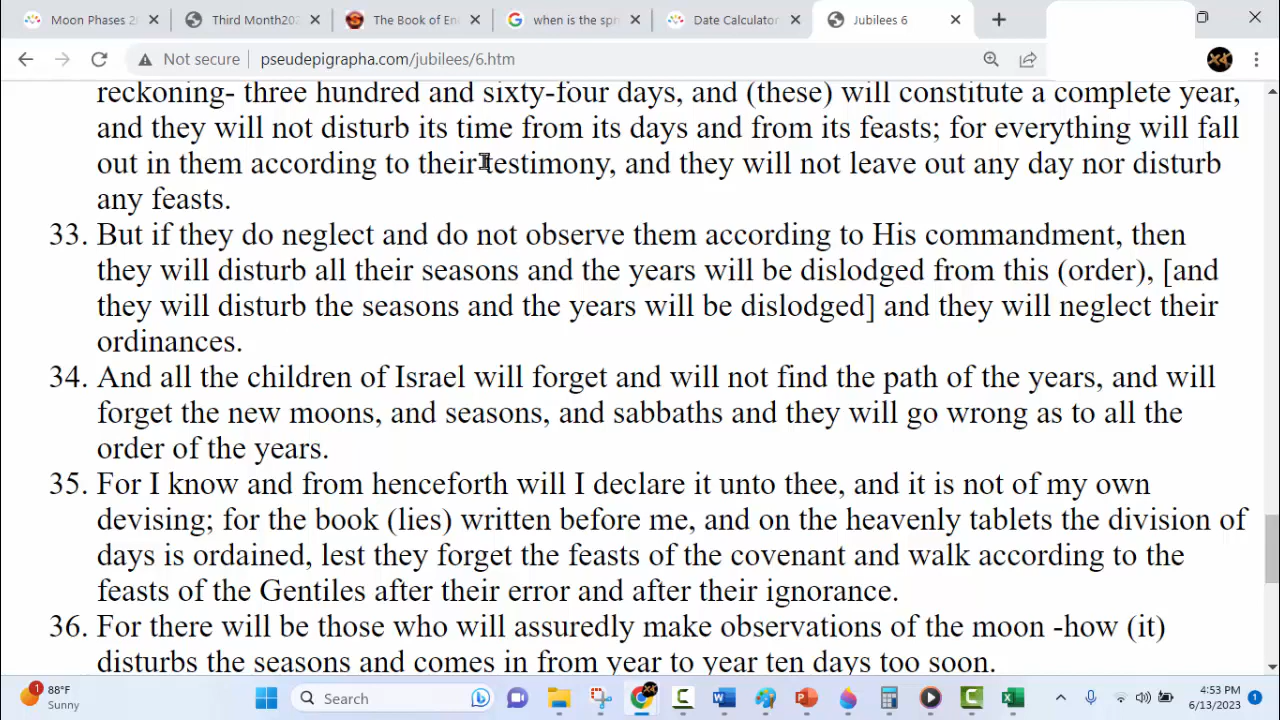 Moon Phases 2
Third Month202
The Book of En
when is the spr
Date Calculator
Jubilees 6
Not secure
pseudepigrapha.com/jubilees/6.htm
reckoning- three hundred and sixty-four days, and (these) will constitute a complete year,
and they will not disturb its time from its days and from its feasts; for everything will fall
out in them according to their testimony, and they will not leave out any day nor disturb
any feasts.
33. But if they do neglect and do not observe them according to His commandment, then
they will disturb all their seasons and the years will be dislodged from this (order), [and
they will disturb the seasons and the years will be dislodged] and they will neglect their
ordinances.
34. And all the children of Israel will forget and will not find the path of the years, and will
forget the new moons, and seasons, and sabbaths and they will go wrong as to all the
order of the years.
35. For I know and from henceforth will I declare it unto thee, and it is not of my own
devising; for the book (lies) written before me, and on the heavenly tablets the division of
days is ordained, lest they forget the feasts of the covenant and walk according to the
feasts of the Gentiles after their error and after their ignorance.
36. For there will be those who will assuredly make observations of the moon -how (it)
disturbs the seasons and comes in from year to year ten days too soon.
1
88°F
Sunny
Search
4:53 PM
6/13/2023
1